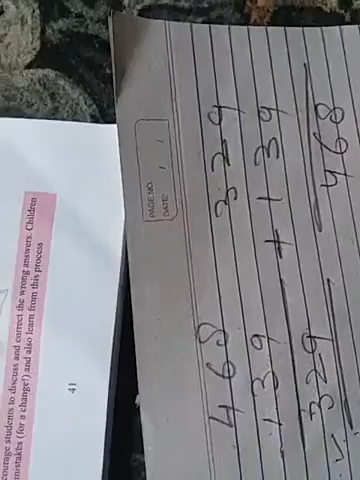 courage students to discuss and correct the wrong answers. Children
mistakes (for a change!) and also learn from this process
41
PAGE NO.
DATE: / /
468 329
- 139 + 139
329 468